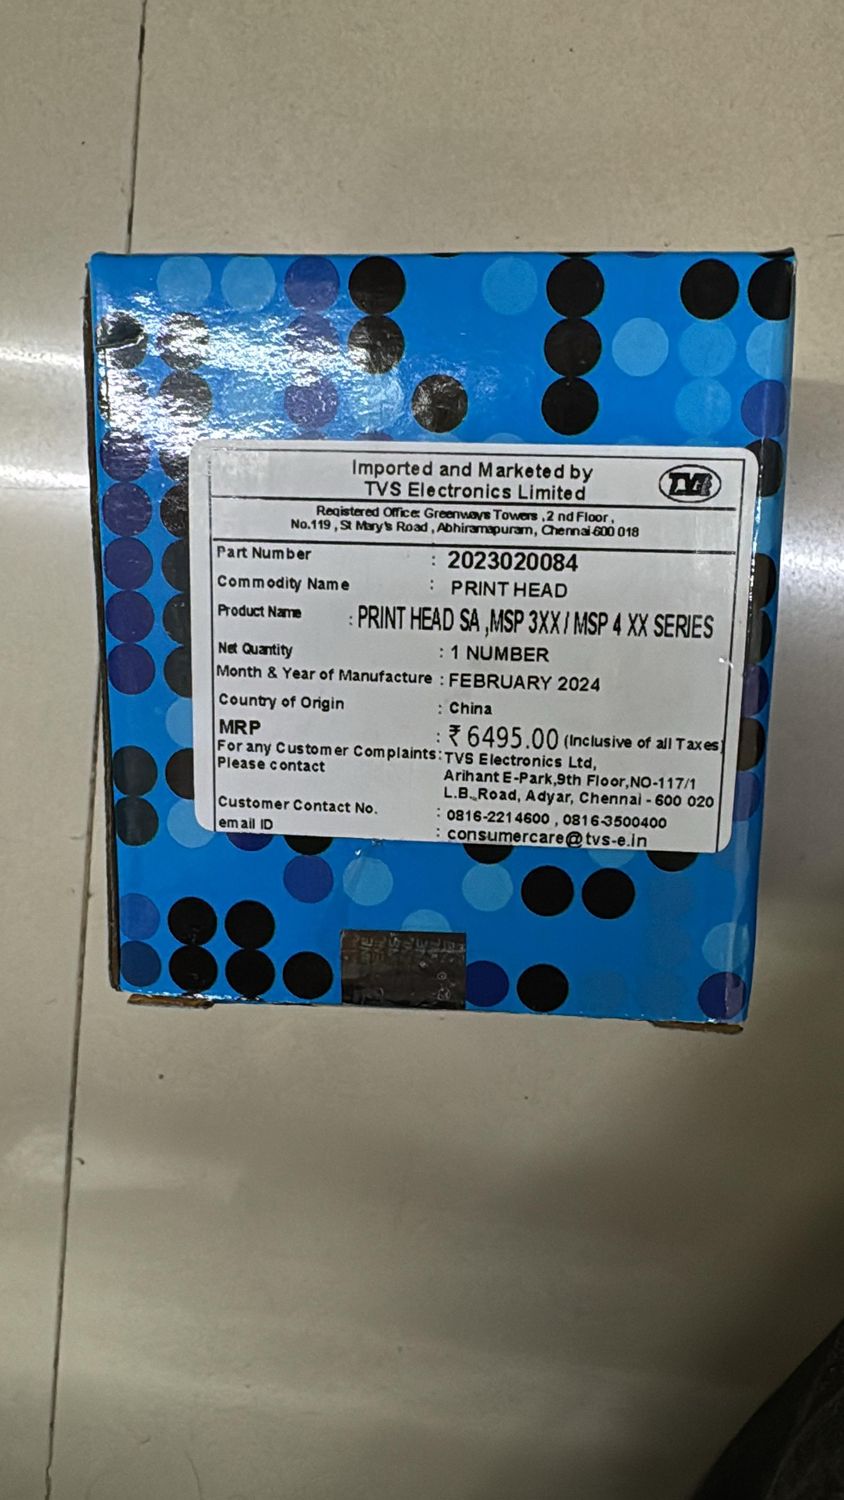 Imported and Marketed by
TVS Electronics Limited
TVS
Registered Office: Greenways Towers ,2 nd Floor ,
No.119 , St Mary's Road , Abhiramapuram, Chennai-600 018
Part Number : 2023020084
Commodity Name : PRINT HEAD
Product Name : PRINT HEAD SA ,MSP 3XX / MSP 4 XX SERIES
Net Quantity : 1 NUMBER
Month & Year of Manufacture : FEBRUARY 2024
Country of Origin : China
MRP : ₹ 6495.00 (Inclusive of all Taxes)
For any Customer Complaints : TVS Electronics Ltd,
Please contact Arihant E-Park,9th Floor,NO-117/1
L.B.,Road, Adyar, Chennai - 600 020
Customer Contact No. : 0816-2214600 , 0816-3500400
email ID : consumercare@tvs-e.in